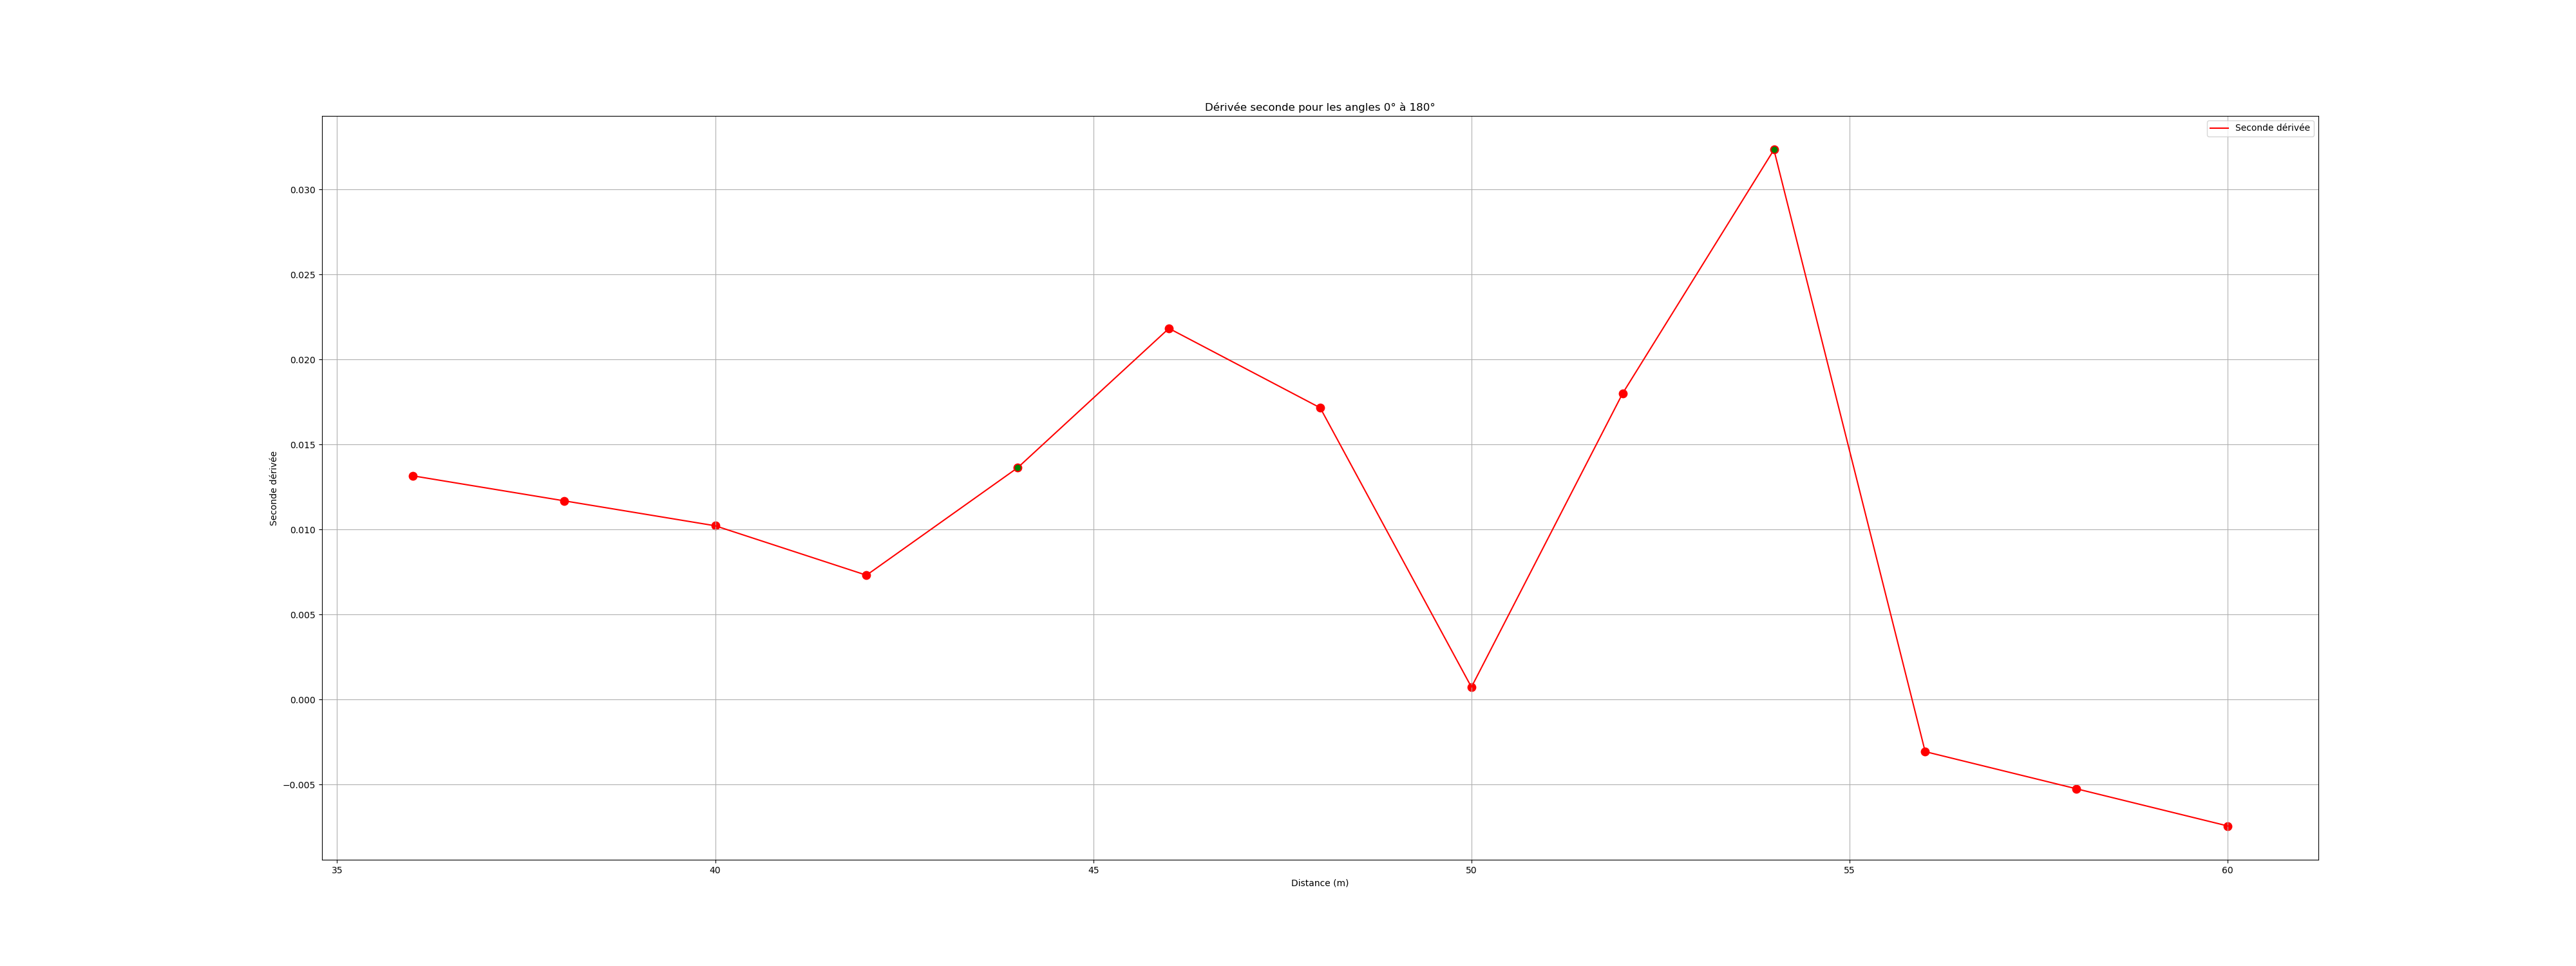 Dérivée seconde pour les angles 0° à 180°
Seconde dérivée
0.030
0.025
0.020
0.015
0.010
0.005
0.000
−0.005
Seconde dérivée
35 40 45 50 55 60
Distance (m)